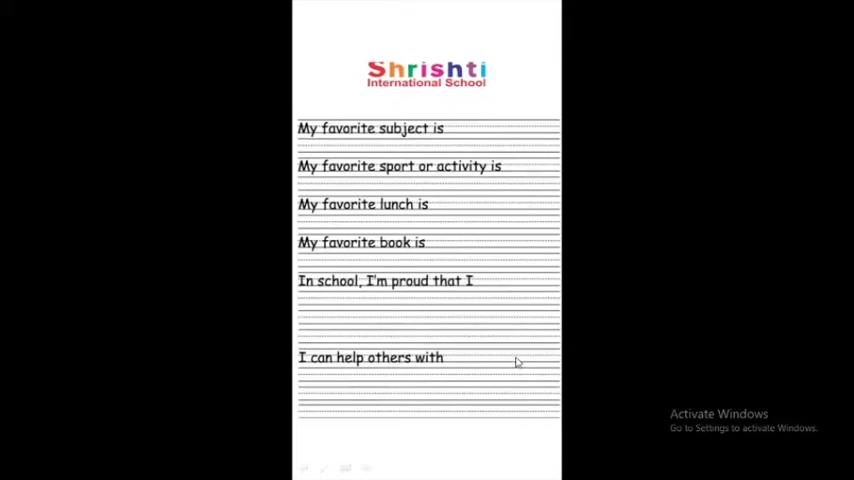 Shrishti
International School
My favorite subject is
My favorite sport or activity is
My favorite lunch is
My favorite book is
In school, I'm proud that I
I can help others with
Activate Windows
Go to Settings to activate Windows.